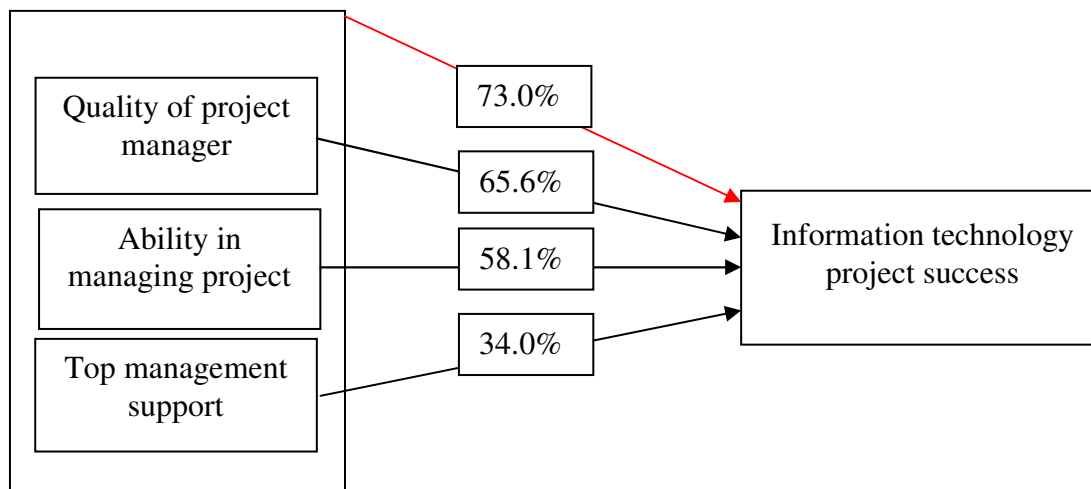 Quality of project
manager
Ability in
managing project
Top management
support
73.0%
65.6%
58.1%
34.0%
Information technology
project success